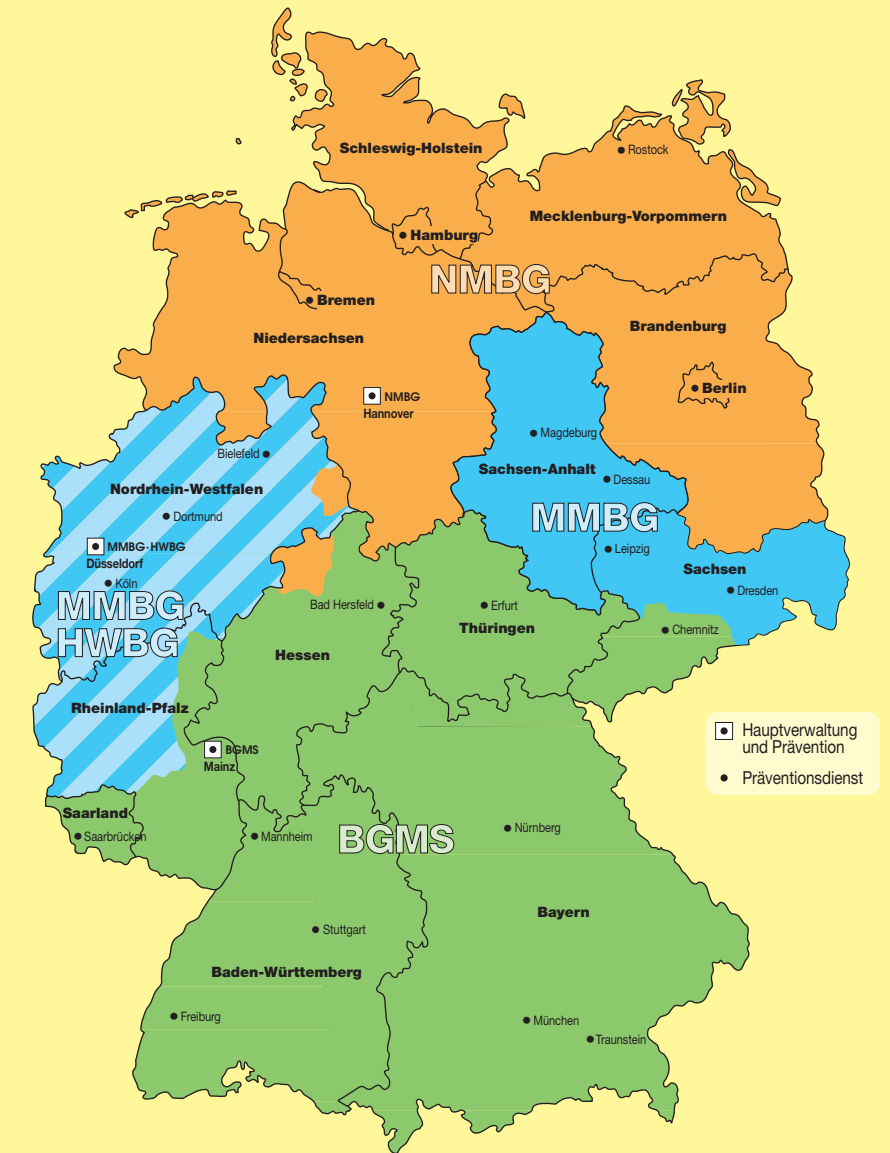 Schleswig-Holstein
Rostock
Mecklenburg-Vorpommern
Hamburg
NMBG
Bremen
Brandenburg
Niedersachsen
Berlin
NMBG
Hannover
Magdeburg
Bielefeld
Sachsen-Anhalt
Dessau
Nordrhein-Westfalen
Dortmund
MMBG
MMBG·HWBG
Düsseldorf
Leipzig
Sachsen
Köln
Dresden
MMBG
HWBG
Bad Hersfeld
Erfurt
Thüringen
Chemnitz
Hessen
Rheinland-Pfalz
BGMS
Mainz
Hauptverwaltung
und Prävention
Präventionsdienst
Saarland
Saarbrücken
Mannheim
BGMS
Nürnberg
Bayern
Stuttgart
Baden-Württemberg
Freiburg
München
Traunstein